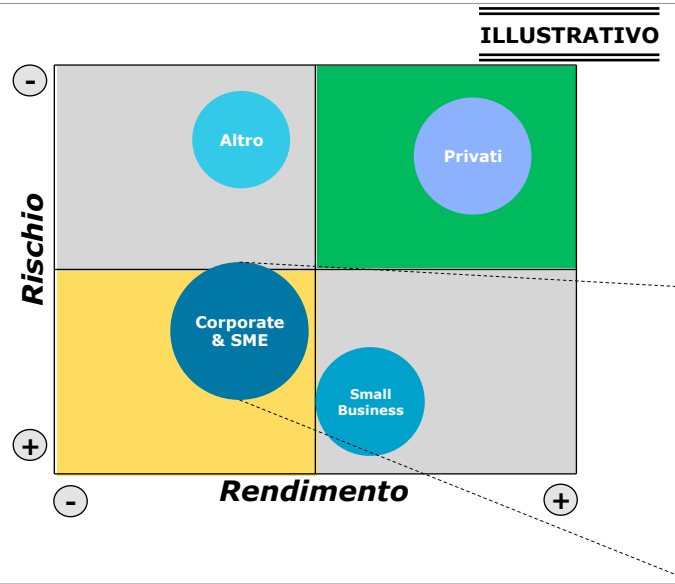 ILLUSTRATIVO
-
Altro
Privati
Rischio
Corporate
& SME
Small
Business
+
-
Rendimento
+